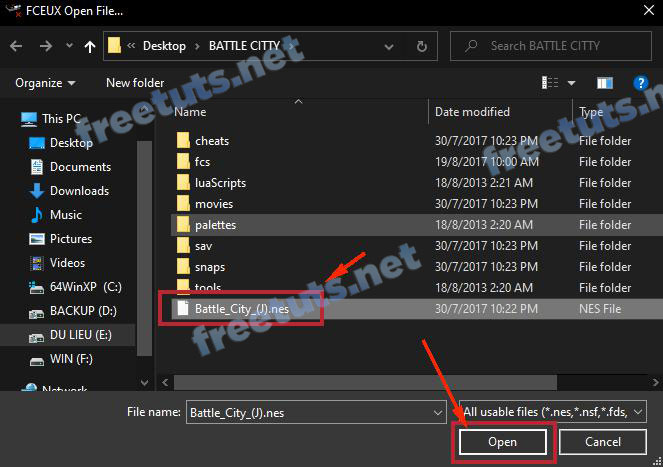 FCEUX Open File...
Desktop > BATTLE CITTY >
Search BATTLE CITTY
Organize
New folder
This PC
Desktop
Documents
Downloads
Music
Pictures
Videos
64WinXP (C:)
BACKUP (D:)
DU LIEU (E:)
WIN (F:)
Name Date modified Type
cheats 30/7/2017 10:23 PM File folder
fcs 19/8/2017 10:00 AM File folder
luaScripts 18/8/2013 2:21 AM File folder
movies 30/7/2017 10:23 PM File folder
palettes 18/8/2013 2:20 AM File folder
sav 30/7/2017 10:23 PM File folder
snaps 30/7/2017 10:23 PM File folder
tools 18/8/2013 2:20 AM File folder
Battle_City_(J).nes 30/7/2017 10:22 PM NES File
File name: Battle_City_(J).nes All usable files (*.nes,*.nsf,*.fds,
Open Cancel
freetuts.net
freetuts.net
freetuts.net
freetuts.net